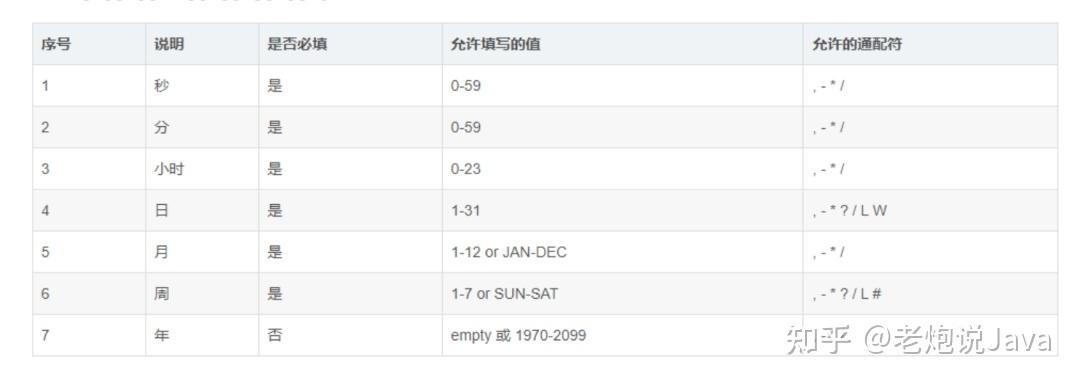 序号 说明 是否必填 允许填写的值 允许的通配符
1 秒 是 0-59 , - * /
2 分 是 0-59 , - * /
3 小时 是 0-23 , - * /
4 日 是 1-31 , - * ? / L W
5 月 是 1-12 or JAN-DEC , - * /
6 周 是 1-7 or SUN-SAT , - * ? / L #
7 年 否 empty 或 1970-2099
知乎 @老炮说Java